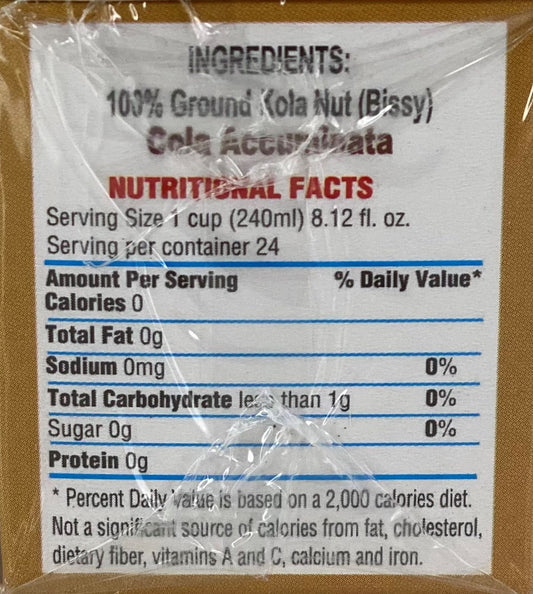 INGREDIENTS:
100% Ground Kola Nut (Bissy)
Cola Accuminata
NUTRITIONAL FACTS
Serving Size 1 cup (240ml) 8.12 fl. oz.
Serving per container 24
Amount Per Serving % Daily Value*
Calories 0
Total Fat 0g
Sodium 0mg 0%
Total Carbohydrate less than 1g 0%
Sugar 0g 0%
Protein 0g
* Percent Daily Value is based on a 2,000 calories diet.
Not a significant source of calories from fat, cholesterol,
dietary fiber, vitamins A and C, calcium and iron.